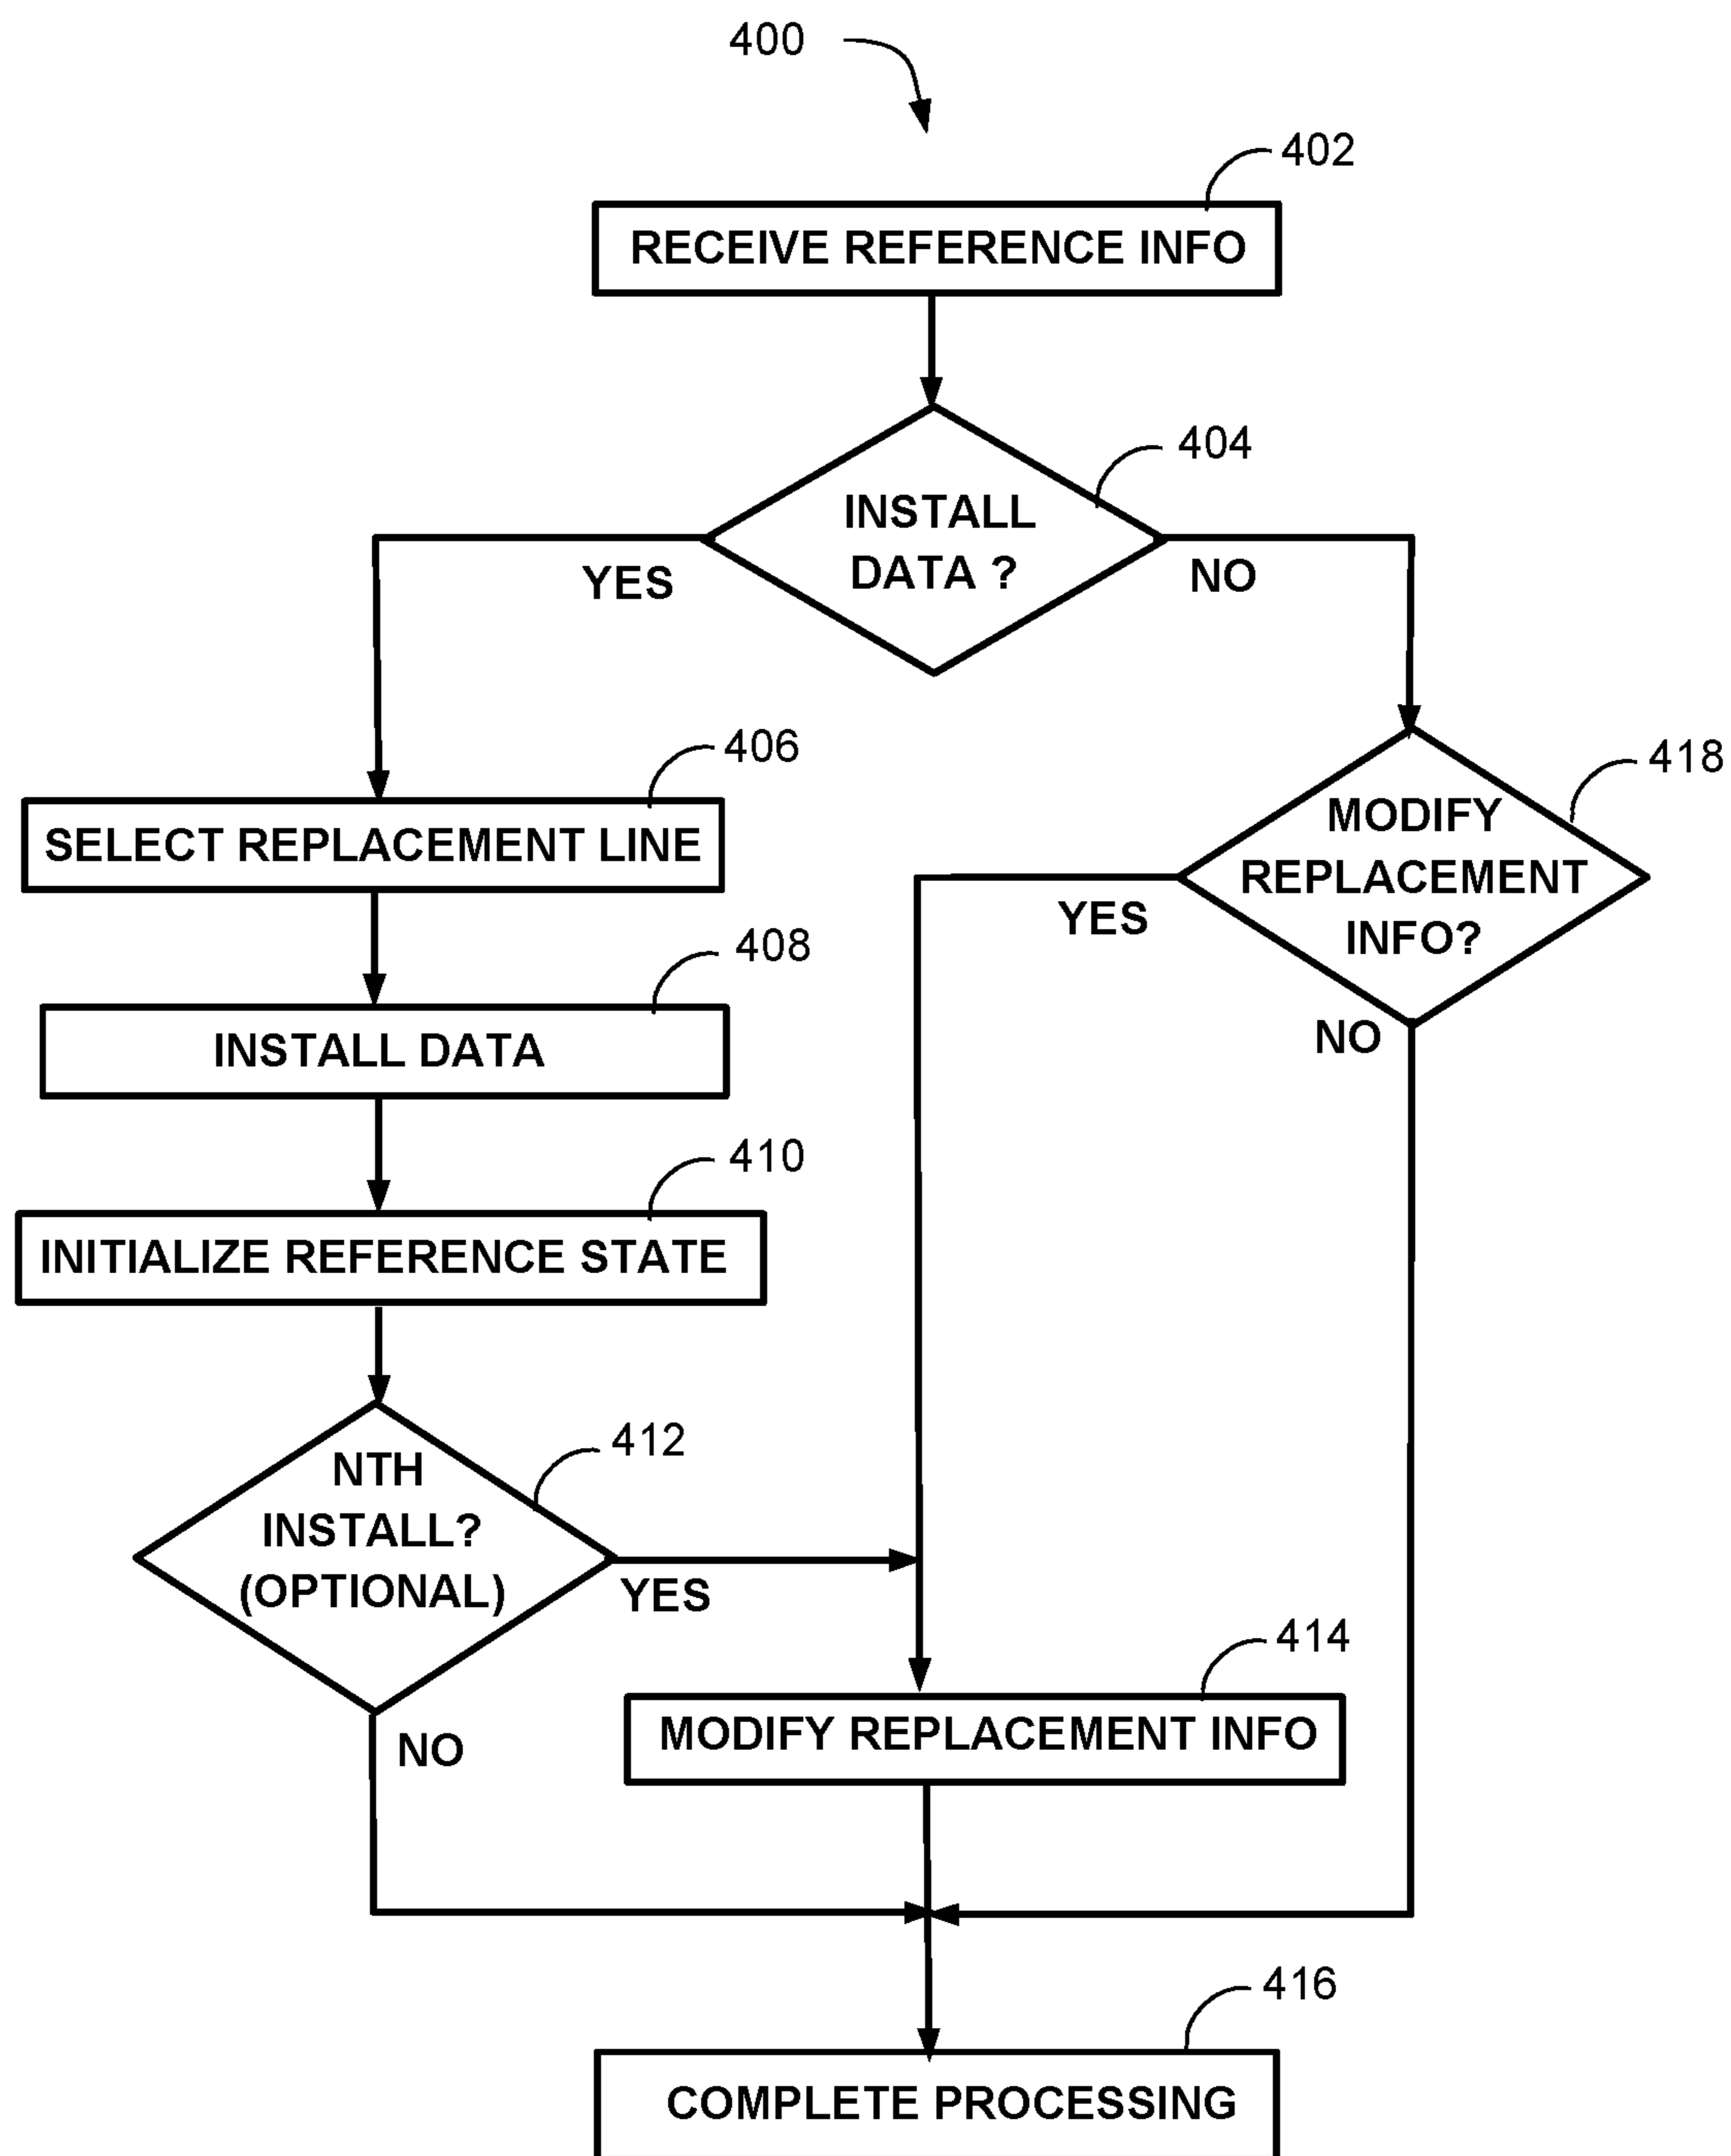 400
402
RECEIVE REFERENCE INFO
404
INSTALL
DATA ?
YES
NO
406
SELECT REPLACEMENT LINE
418
MODIFY
REPLACEMENT
INFO?
YES
NO
408
INSTALL DATA
410
INITIALIZE REFERENCE STATE
412
NTH
INSTALL?
(OPTIONAL)
YES
NO
414
MODIFY REPLACEMENT INFO
416
COMPLETE PROCESSING